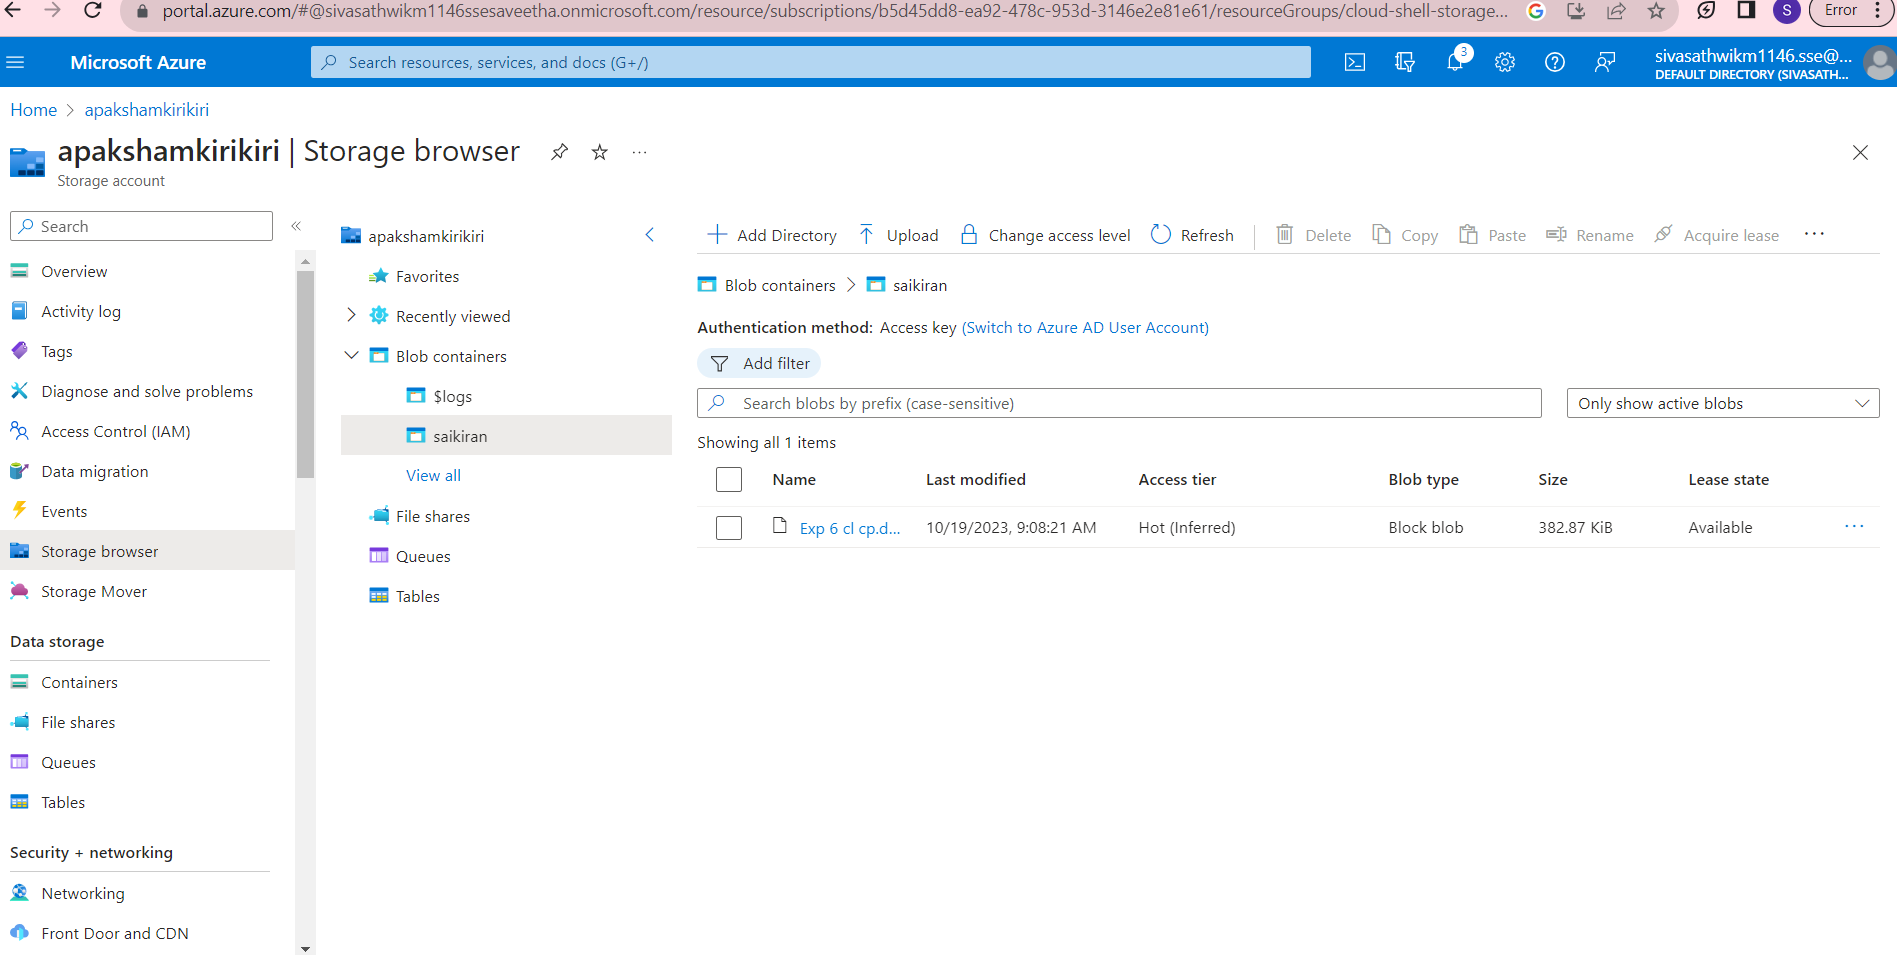 portal.azure.com/#@sivasathwikm1146ssesaveetha.onmicrosoft.com/resource/subscriptions/b5d45dd8-ea92-478c-953d-3146e2e81e61/resourceGroups/cloud-shell-storage...
S
Error
Microsoft Azure
Search resources, services, and docs (G+/)
3
sivasathwikm1146.sse@...
DEFAULT DIRECTORY (SIVASATH...
Home > apakshamkirikiri
apakshamkirikiri | Storage browser
Storage account
Search
Overview
Activity log
Tags
Diagnose and solve problems
Access Control (IAM)
Data migration
Events
Storage browser
Storage Mover
Data storage
Containers
File shares
Queues
Tables
Security + networking
Networking
Front Door and CDN
apakshamkirikiri
Favorites
Recently viewed
Blob containers
$logs
saikiran
View all
File shares
Queues
Tables
Add Directory Upload Change access level Refresh Delete Copy Paste Rename Acquire lease ...
Blob containers > saikiran
Authentication method: Access key (Switch to Azure AD User Account)
Add filter
Search blobs by prefix (case-sensitive)
Only show active blobs
Showing all 1 items
Name Last modified Access tier Blob type Size Lease state
Exp 6 cl cp.d... 10/19/2023, 9:08:21 AM Hot (Inferred) Block blob 382.87 KiB Available ...